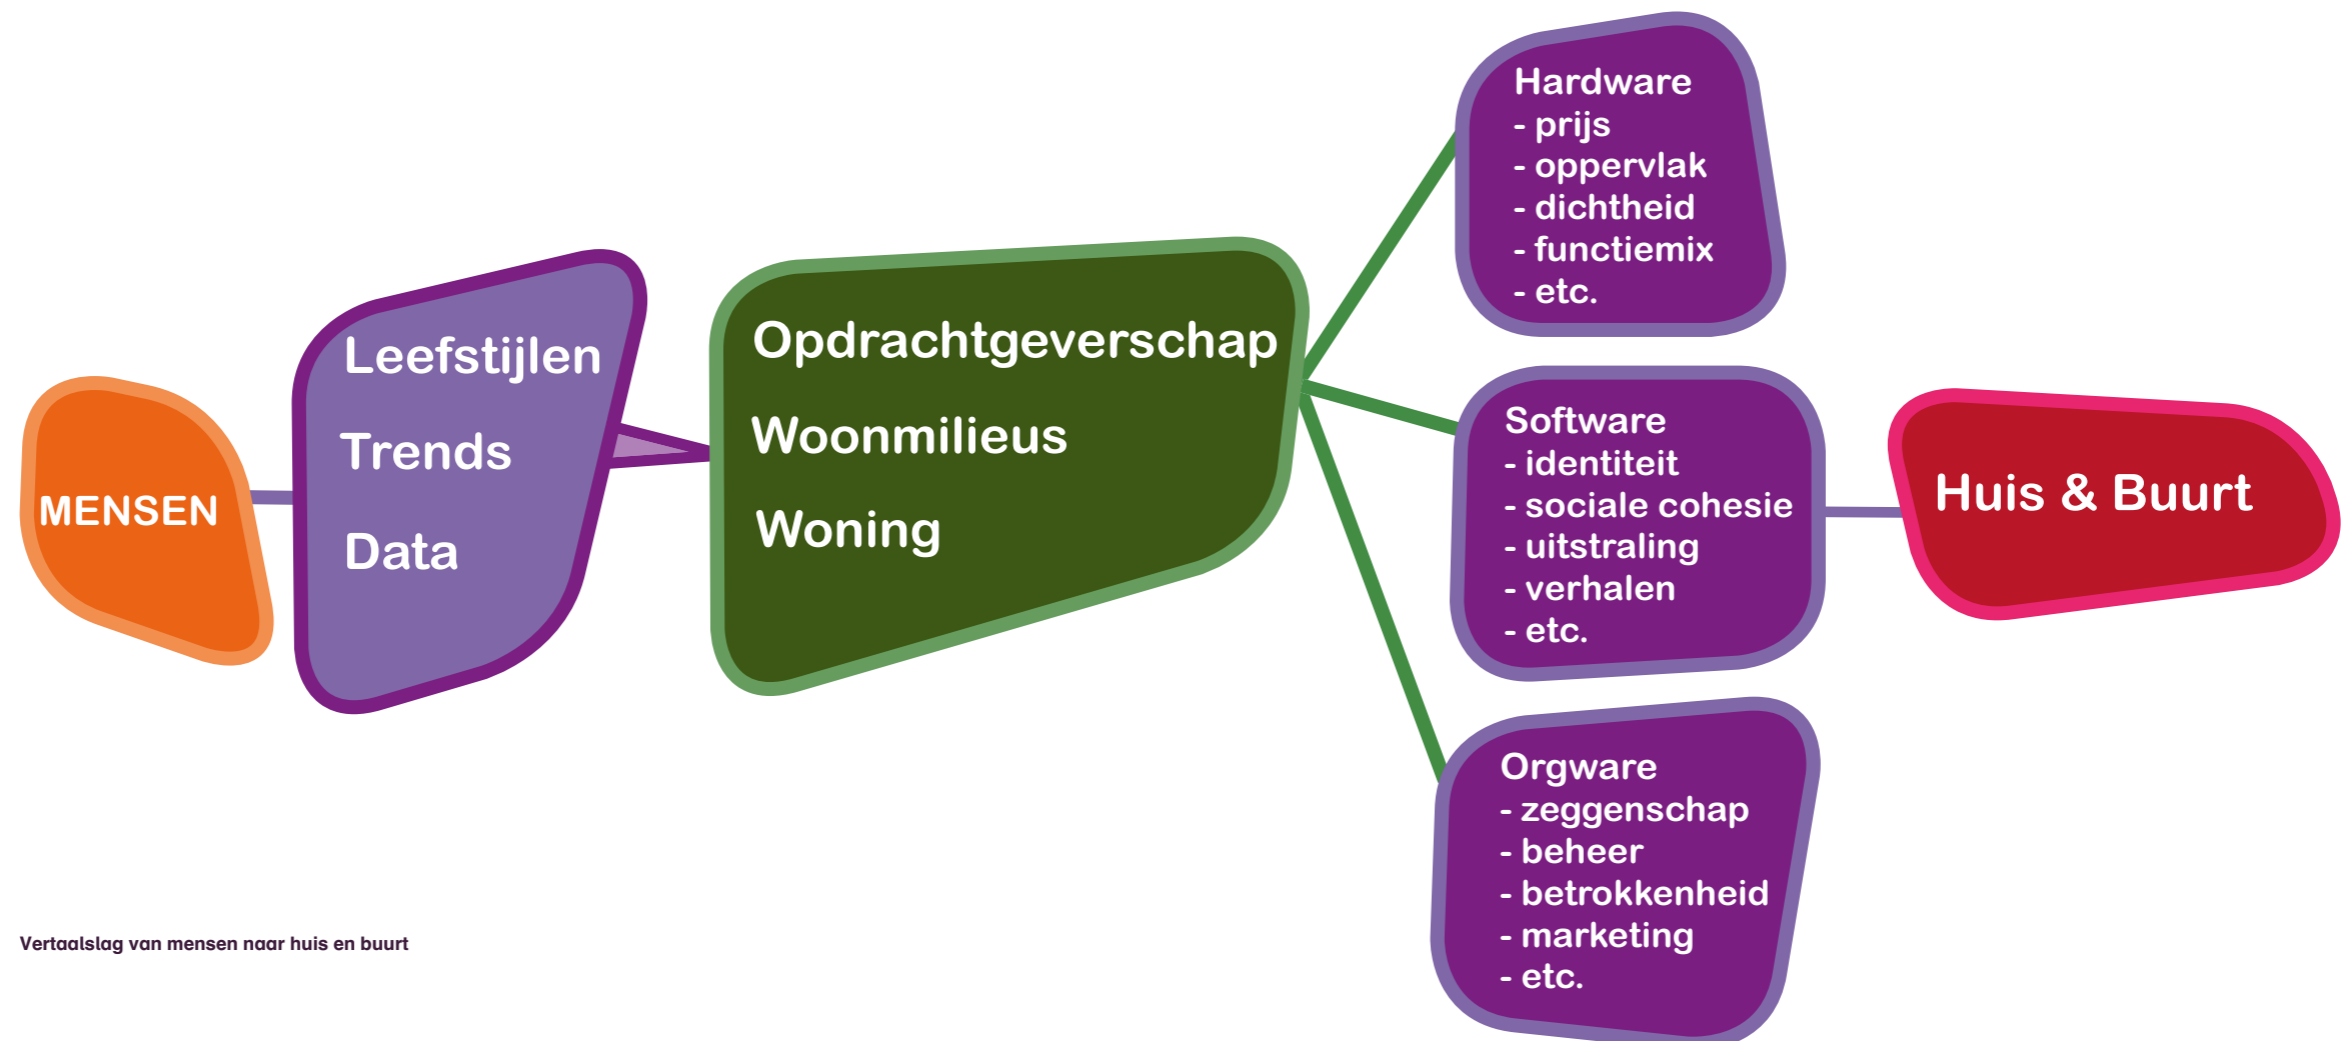 MENSEN
Leefstijlen
Trends
Data
Opdrachtgeverschap
Woonmilieus
Woning
Hardware
- prijs
- oppervlak
- dichtheid
- functiemix
- etc.
Software
- identiteit
- sociale cohesie
- uitstraling
- verhalen
- etc.
Orgware
- zeggenschap
- beheer
- betrokkenheid
- marketing
- etc.
Huis & Buurt
Vertaalslag van mensen naar huis en buurt